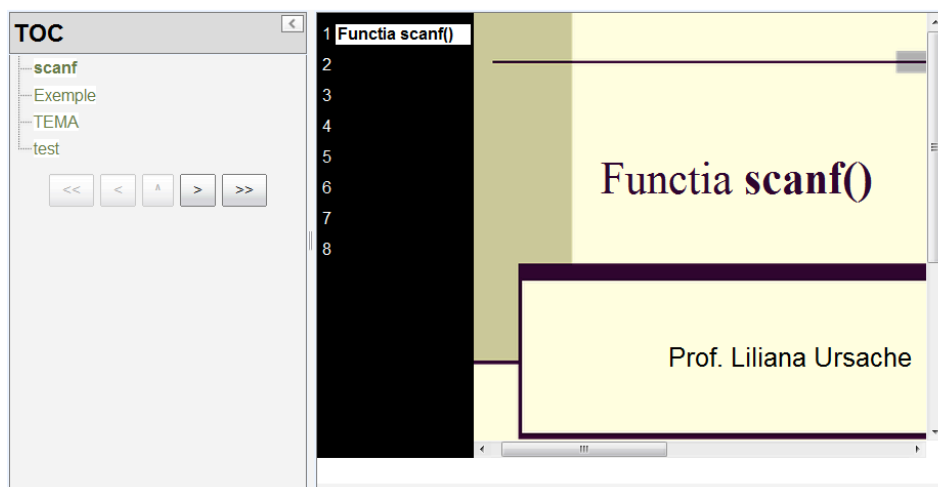 TOC
scanf
Exemple
TEMA
test
<< < ^ > >>
1 Functia scanf()
2
3
4
5
6
7
8
Functia scanf()
Prof. Liliana Ursache